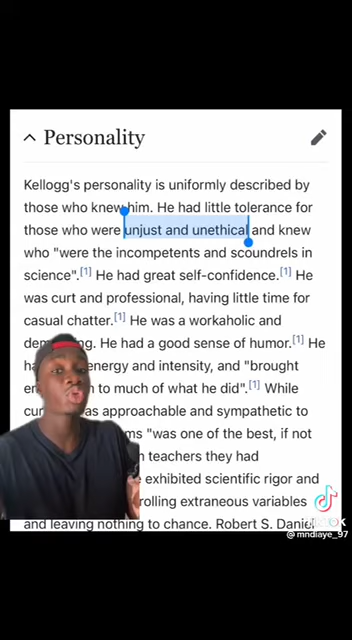 Personality
Kellogg's personality is uniformly described by
those who knew him. He had little tolerance for
those who were unjust and unethical and knew
who "were the incompetents and scoundrels in
science".[1] He had great self-confidence.[1] He
was curt and professional, having little time for
casual chatter.[1] He was a workaholic and
ng. He had a good sense of humor.[1] He
energy and intensity, and "brought
to much of what he did".[1] While
as approachable and sympathetic to
"was one of the best, if not
teachers they had
exhibited scientific rigor and
rolling extraneous variables
and leaving nothing to chance. Robert S. Daniel
TikTok
@mndiaye_97